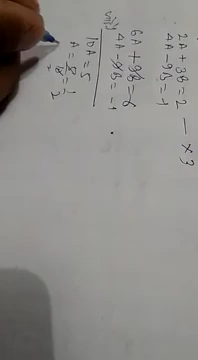 2A + 3B = 2 — × 3
4A - 9B = -1
viii)
6A + 9B = 6
4A - 9B = -1
10A = 5
A = 5/10 = 1/2